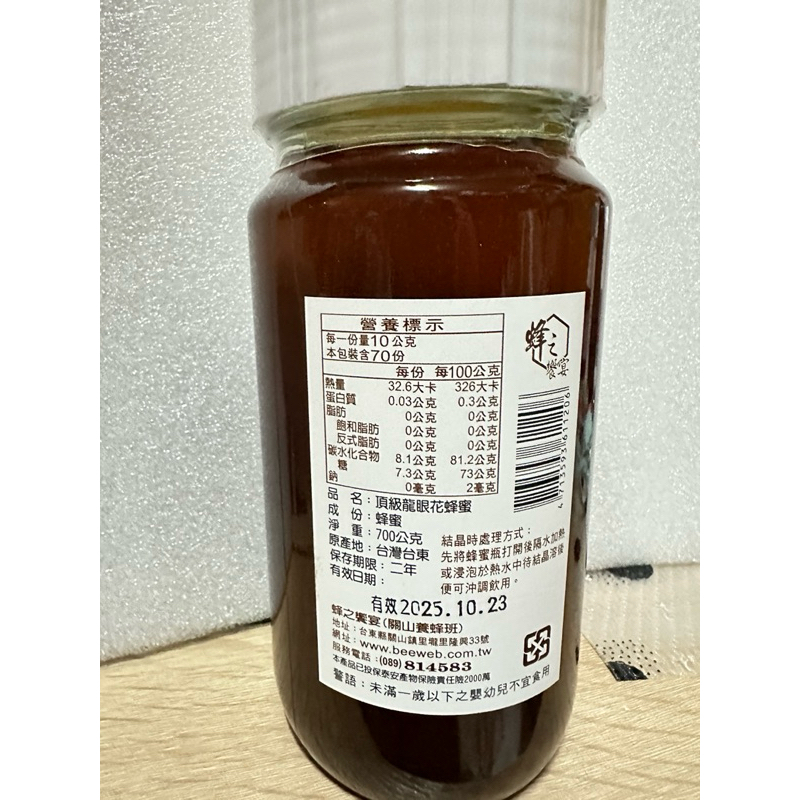 營養標示
每一份量10公克
本包裝含70份
每份 每100公克
熱量 32.6大卡 326大卡
蛋白質 0.03公克 0.3公克
脂肪 0公克 0公克
飽和脂肪 0公克 0公克
反式脂肪 0公克 0公克
碳水化合物 8.1公克 81.2公克
糖 7.3公克 73公克
鈉 0毫克 2毫克
蜂之饗宴
4 713593 611206
品 名：頂級龍眼花蜂蜜
成 份：蜂蜜
淨 重：700公克
原產地：台灣台東
保存期限：二年
有效日期：
結晶時處理方式：
先將蜂蜜瓶打開後隔水加熱
或浸泡於熱水中待結晶溶後
便可沖調飲用。
有效2025.10.23
蜂之饗宴(關山養蜂班)
地址：台東縣關山鎮里壠里隆興33號
網址：www.beeweb.com.tw
服務電話：(089)814583
本產品已投保泰安產物保險責任險2000萬
警語：未滿一歲以下之嬰幼兒不宜食用